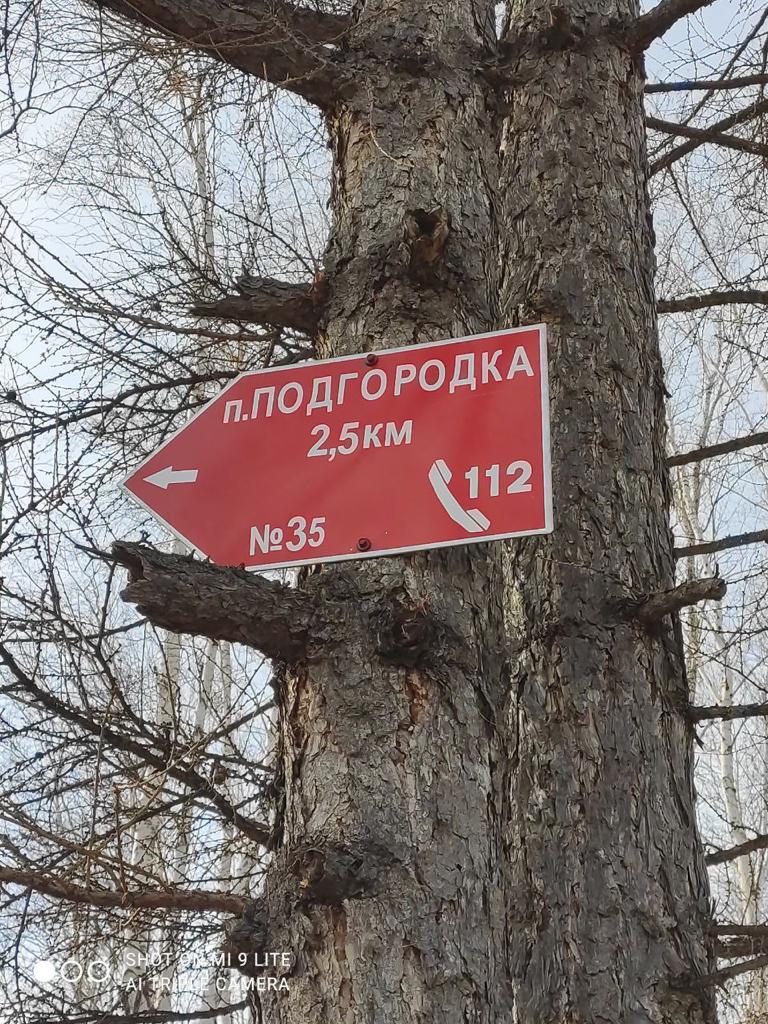 п.ПОДГОРОДКА
2,5км
112
№35
SHOT ON MI 9 LITE
AI TRIPLE CAMERA